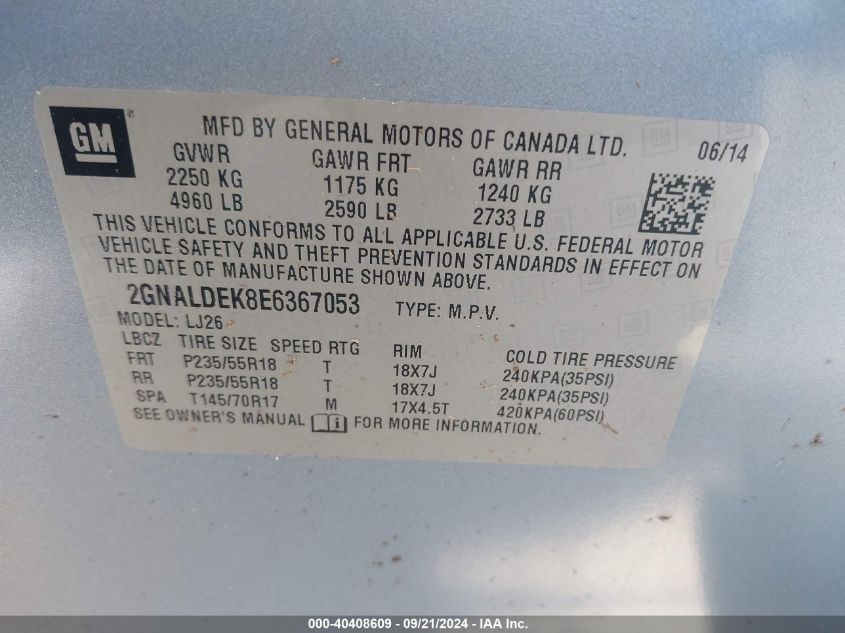 GM ®
MFD BY GENERAL MOTORS OF CANADA LTD. 06/14
GVWR GAWR FRT GAWR RR
2250 KG 1175 KG 1240 KG
4960 LB 2590 LB 2733 LB
THIS VEHICLE CONFORMS TO ALL APPLICABLE U.S. FEDERAL MOTOR
VEHICLE SAFETY AND THEFT PREVENTION STANDARDS IN EFFECT ON
THE DATE OF MANUFACTURE SHOWN ABOVE.
2GNALDEK8E6367053 TYPE: M.P.V.
MODEL: LJ26
LBCZ TIRE SIZE SPEED RTG RIM COLD TIRE PRESSURE
FRT P235/55R18 T 18X7J 240KPA(35PSI)
RR P235/55R18 T 18X7J 240KPA(35PSI)
SPA T145/70R17 M 17X4.5T 420KPA(60PSI)
SEE OWNER'S MANUAL i FOR MORE INFORMATION.
000-40408609 - 09/21/2024 - IAA Inc.